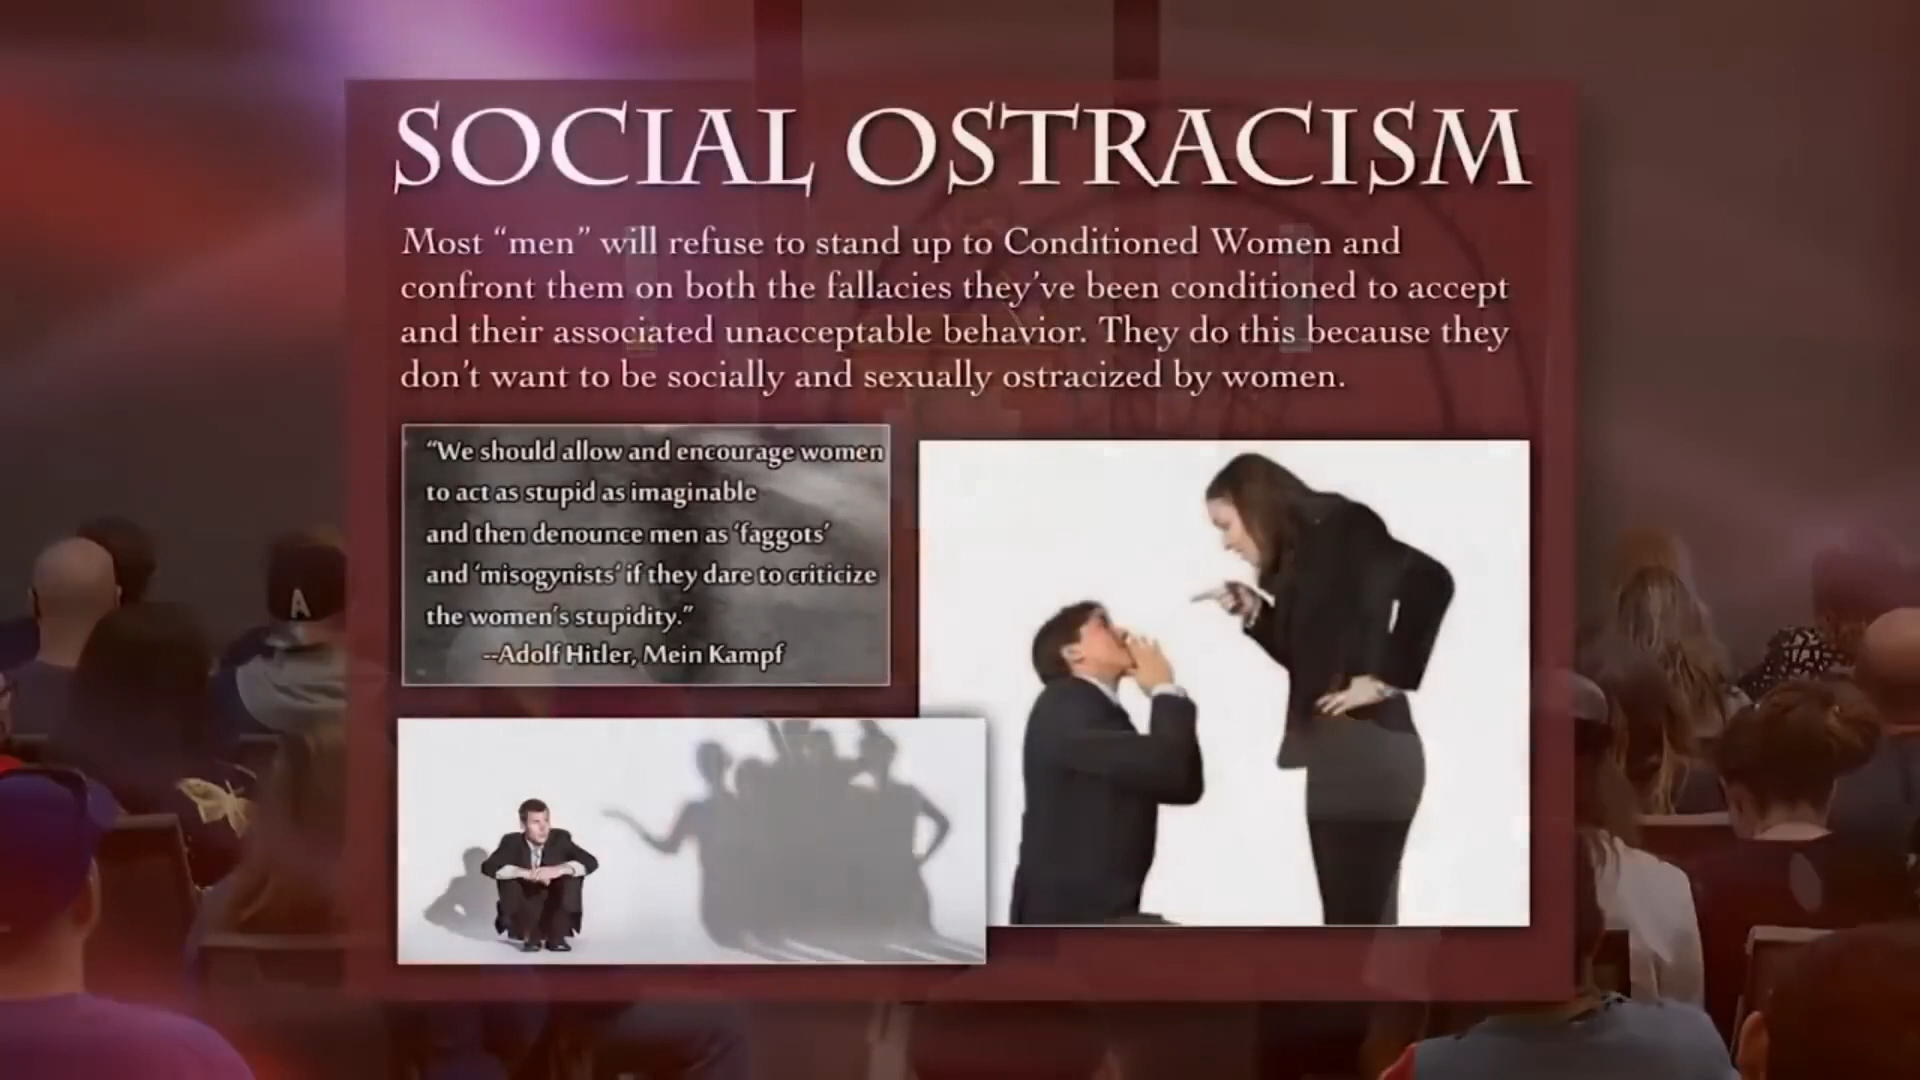 SOCIAL OSTRACISM
Most “men” will refuse to stand up to Conditioned Women and
confront them on both the fallacies they’ve been conditioned to accept
and their associated unacceptable behavior. They do this because they
don’t want to be socially and sexually ostracized by women.
“We should allow and encourage women
to act as stupid as imaginable
and then denounce men as ‘faggots’
and ‘misogynists’ if they dare to criticize
the women’s stupidity.”
--Adolf Hitler, Mein Kampf
A